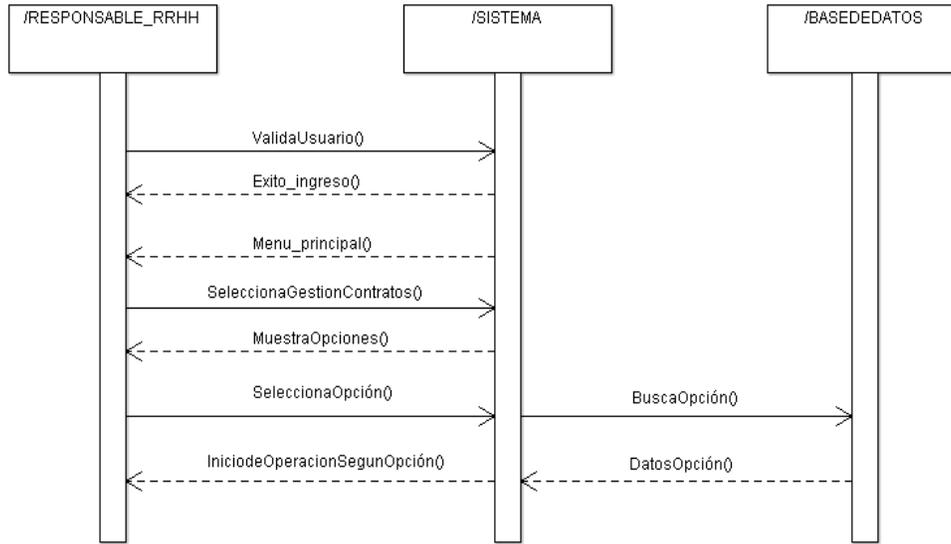 /RESPONSABLE_RRHH
/SISTEMA
/BASEDEDATOS
ValidaUsuario()
Exito_ingreso()
Menu_principal()
SeleccionaGestionContratos()
MuestraOpciones()
SeleccionaOpción()
BuscaOpción()
IniciodeOperacionSegunOpción()
DatosOpción()